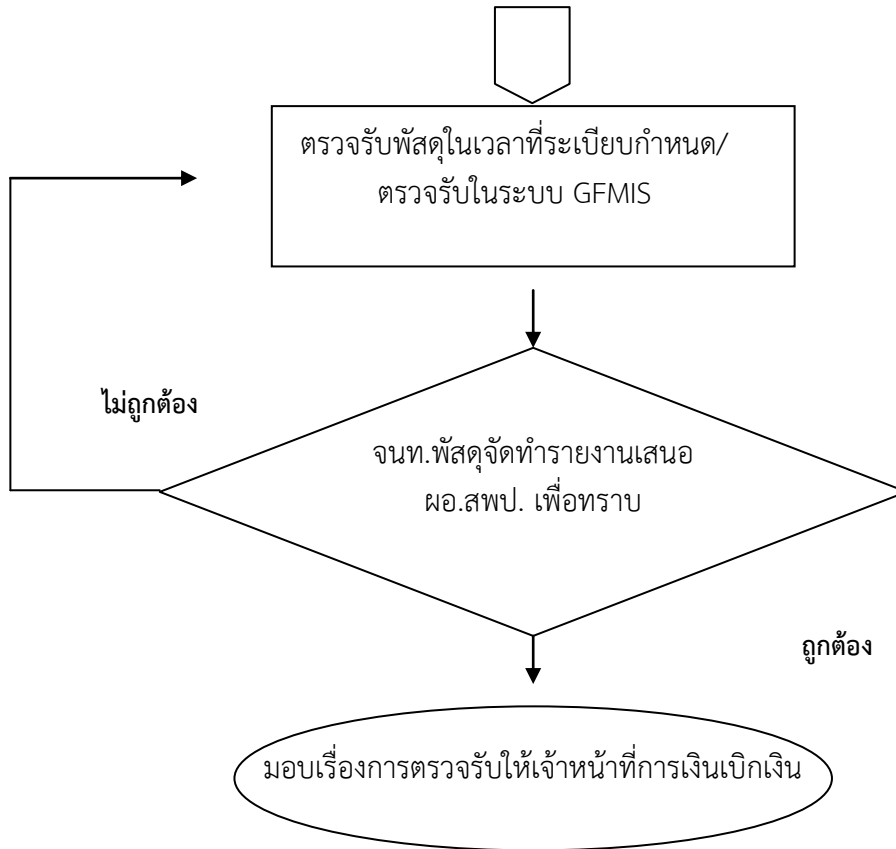 ตรวจรับพัสดุในเวลาที่ระเบียบกำหนด/
ตรวจรับในระบบ GFMIS
ไม่ถูกต้อง
จนท.พัสดุจัดทำรายงานเสนอ
ผอ.สพป. เพื่อทราบ
ถูกต้อง
มอบเรื่องการตรวจรับให้เจ้าหน้าที่การเงินเบิกเงิน